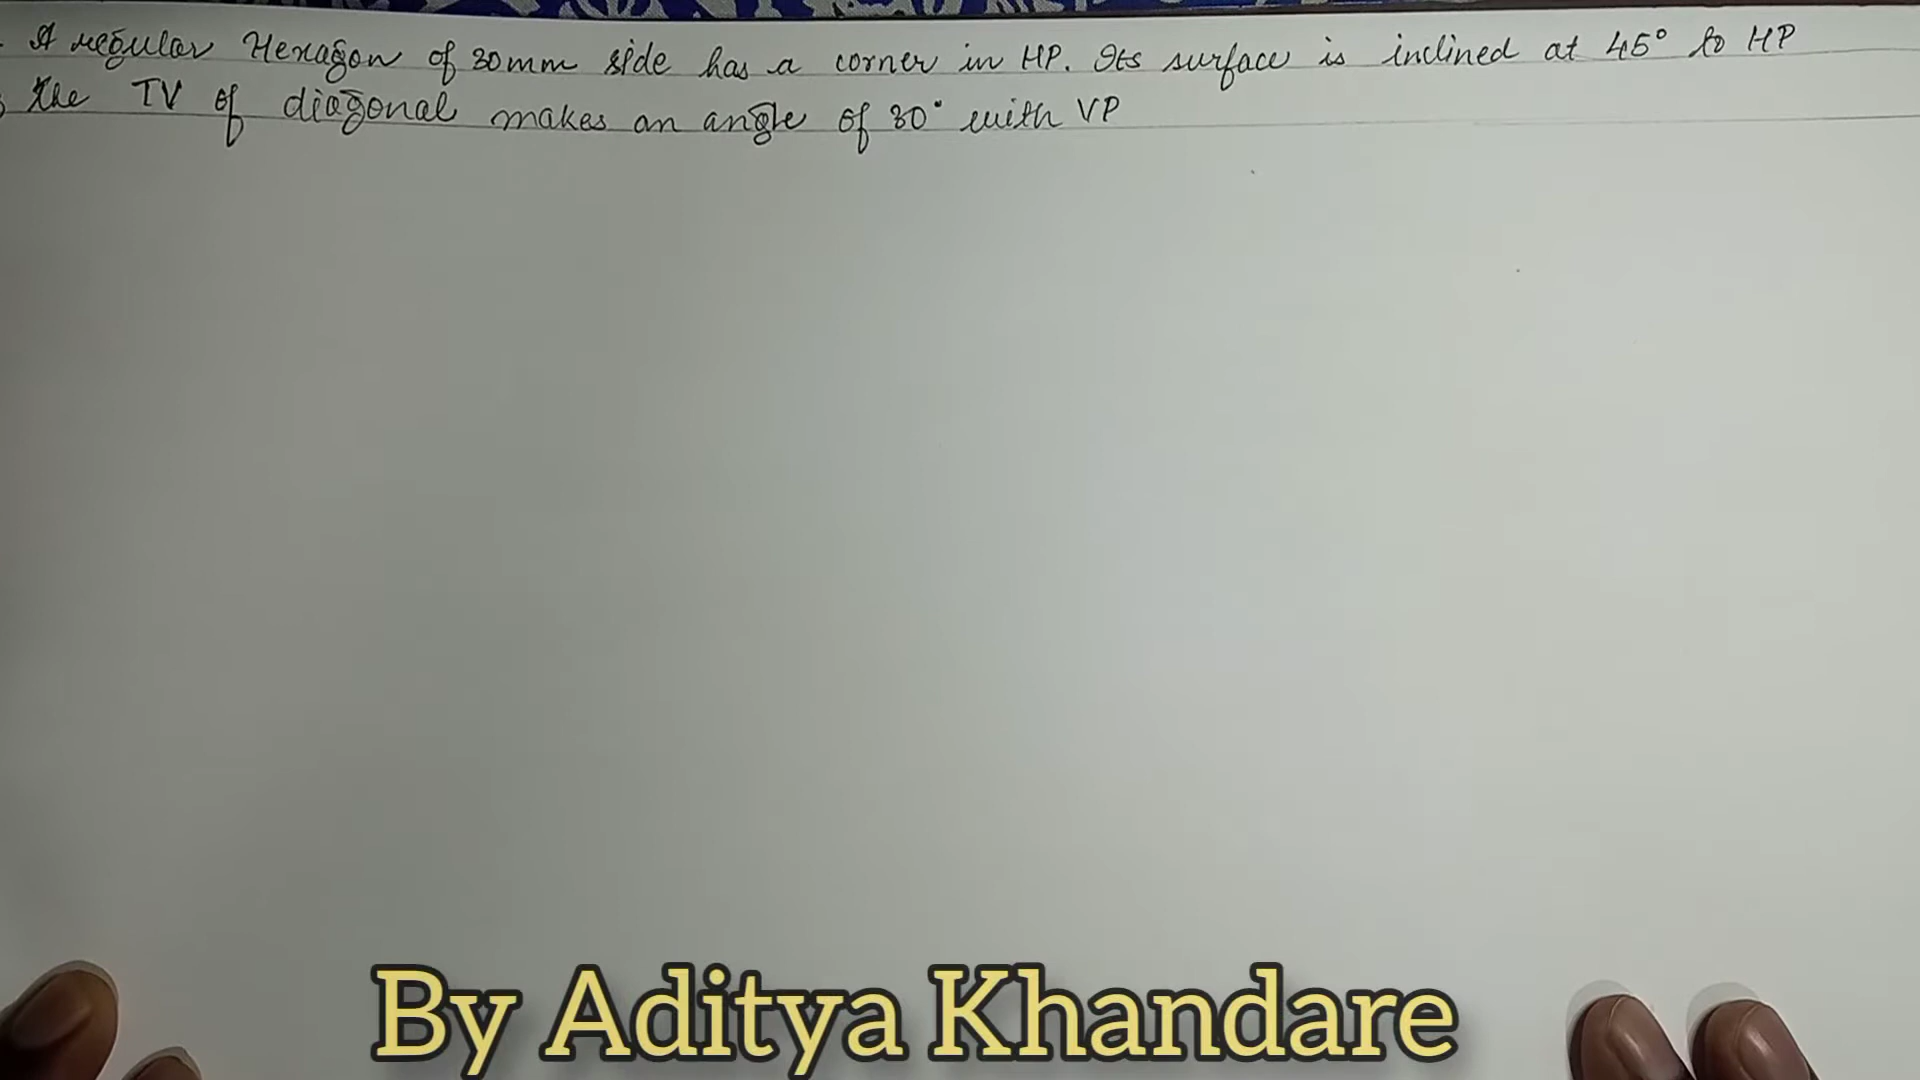 A regular Hexagon of 30mm side has a corner in HP. Its surface is inclined at 45° to HP
the TV of diagonal makes an angle of 30° with VP
By Aditya Khandare